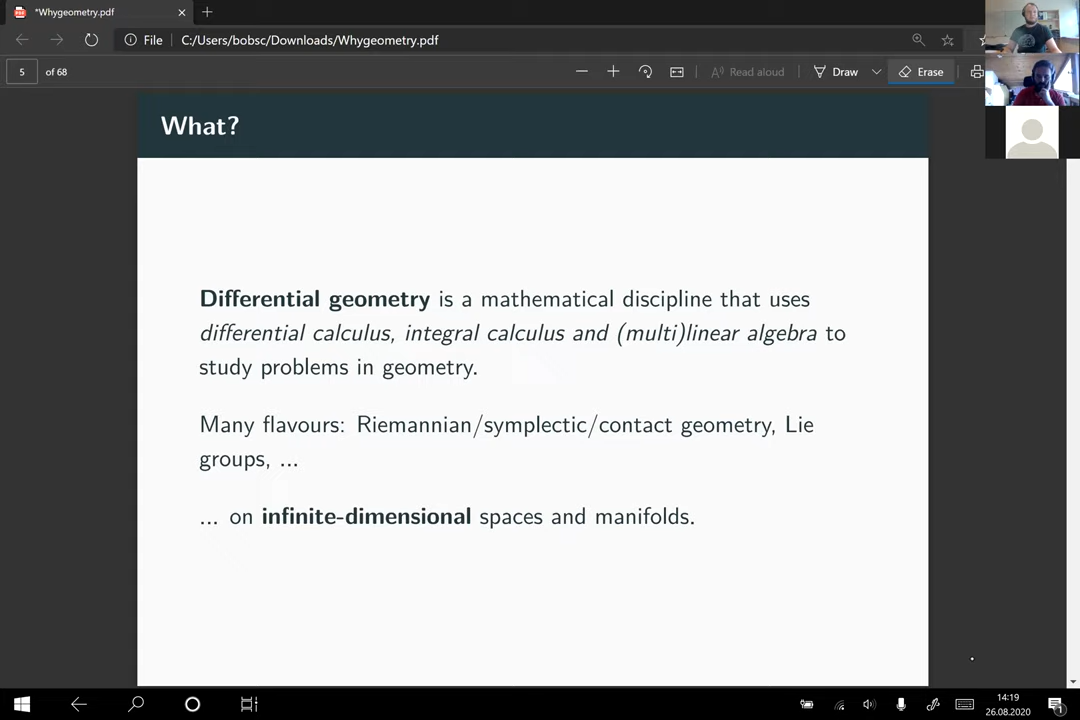 *Whygeometry.pdf
File C:/Users/bobsc/Downloads/Whygeometry.pdf
5 of 68 Read aloud Draw Erase
What?
Differential geometry is a mathematical discipline that uses
differential calculus, integral calculus and (multi)linear algebra to
study problems in geometry.
Many flavours: Riemannian/symplectic/contact geometry, Lie
groups, ...
... on infinite-dimensional spaces and manifolds.
14:19
26.08.2020